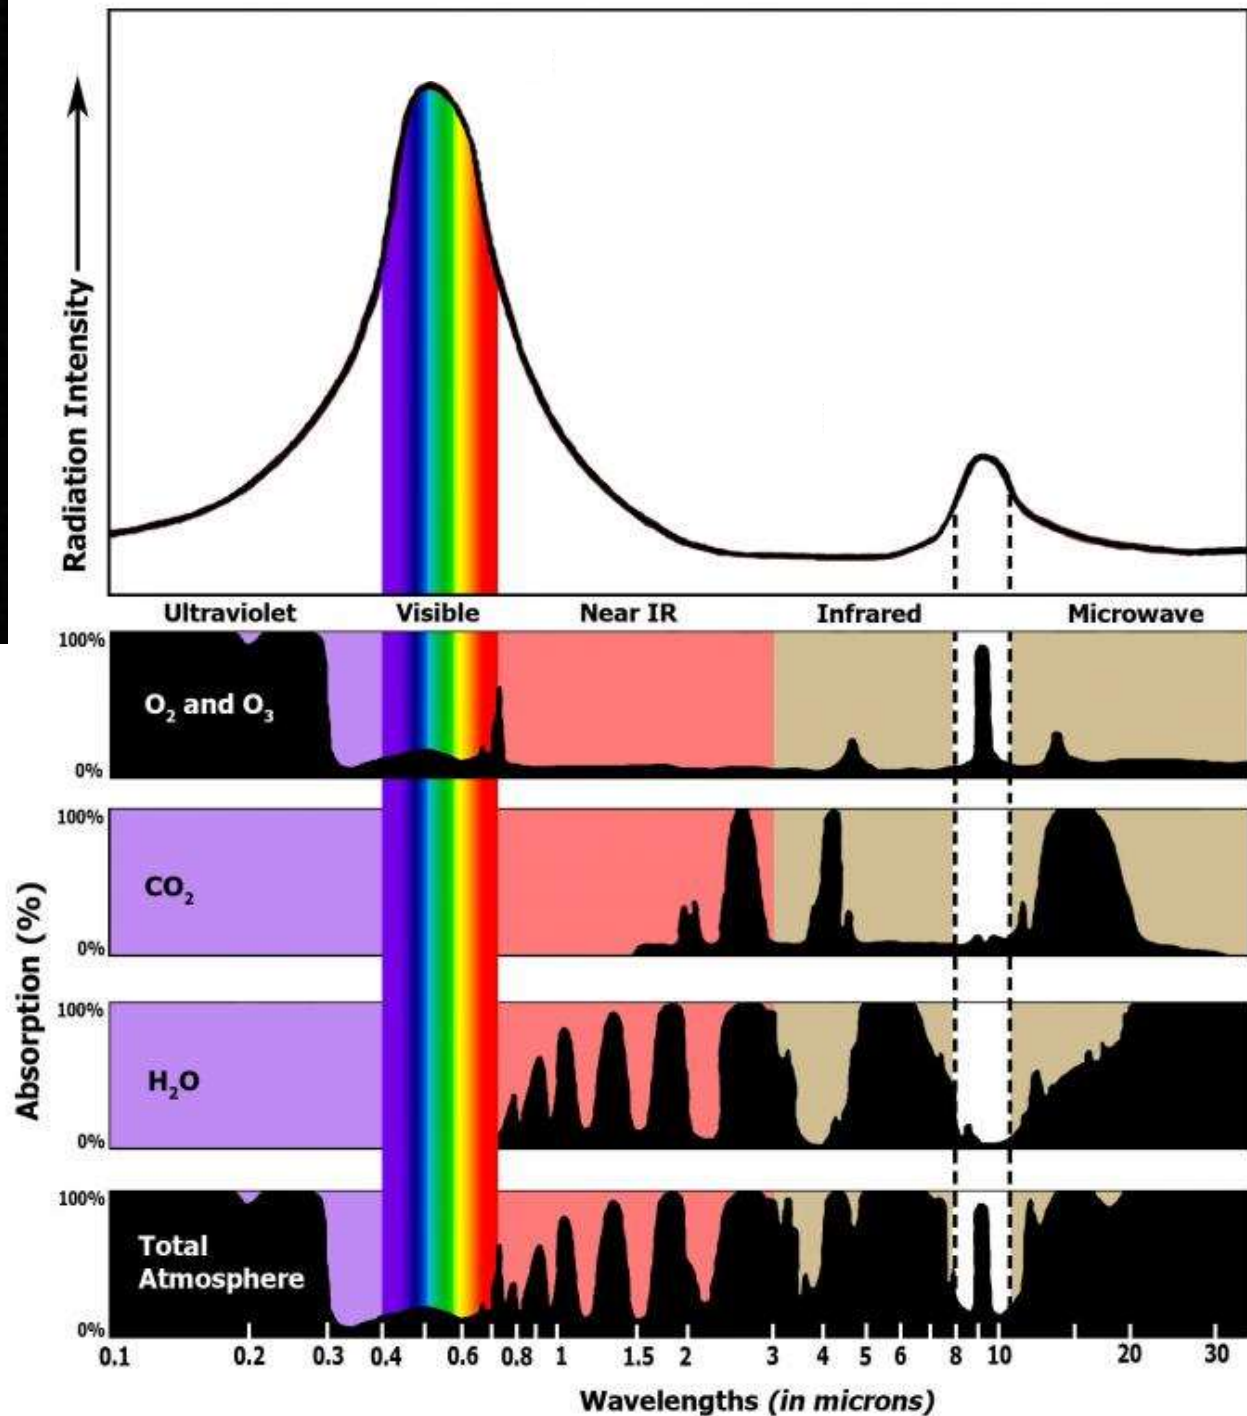 Radiation Intensity
Ultraviolet Visible Near IR Infrared Microwave
100%
O₂ and O₃
0%
100%
CO₂
0%
Absorption (%)
100%
H₂O
0%
100%
Total
Atmosphere
0%
0.1 0.2 0.3 0.4 0.6 0.8 1 1.5 2 3 4 5 6 8 10 20 30
Wavelengths (in microns)